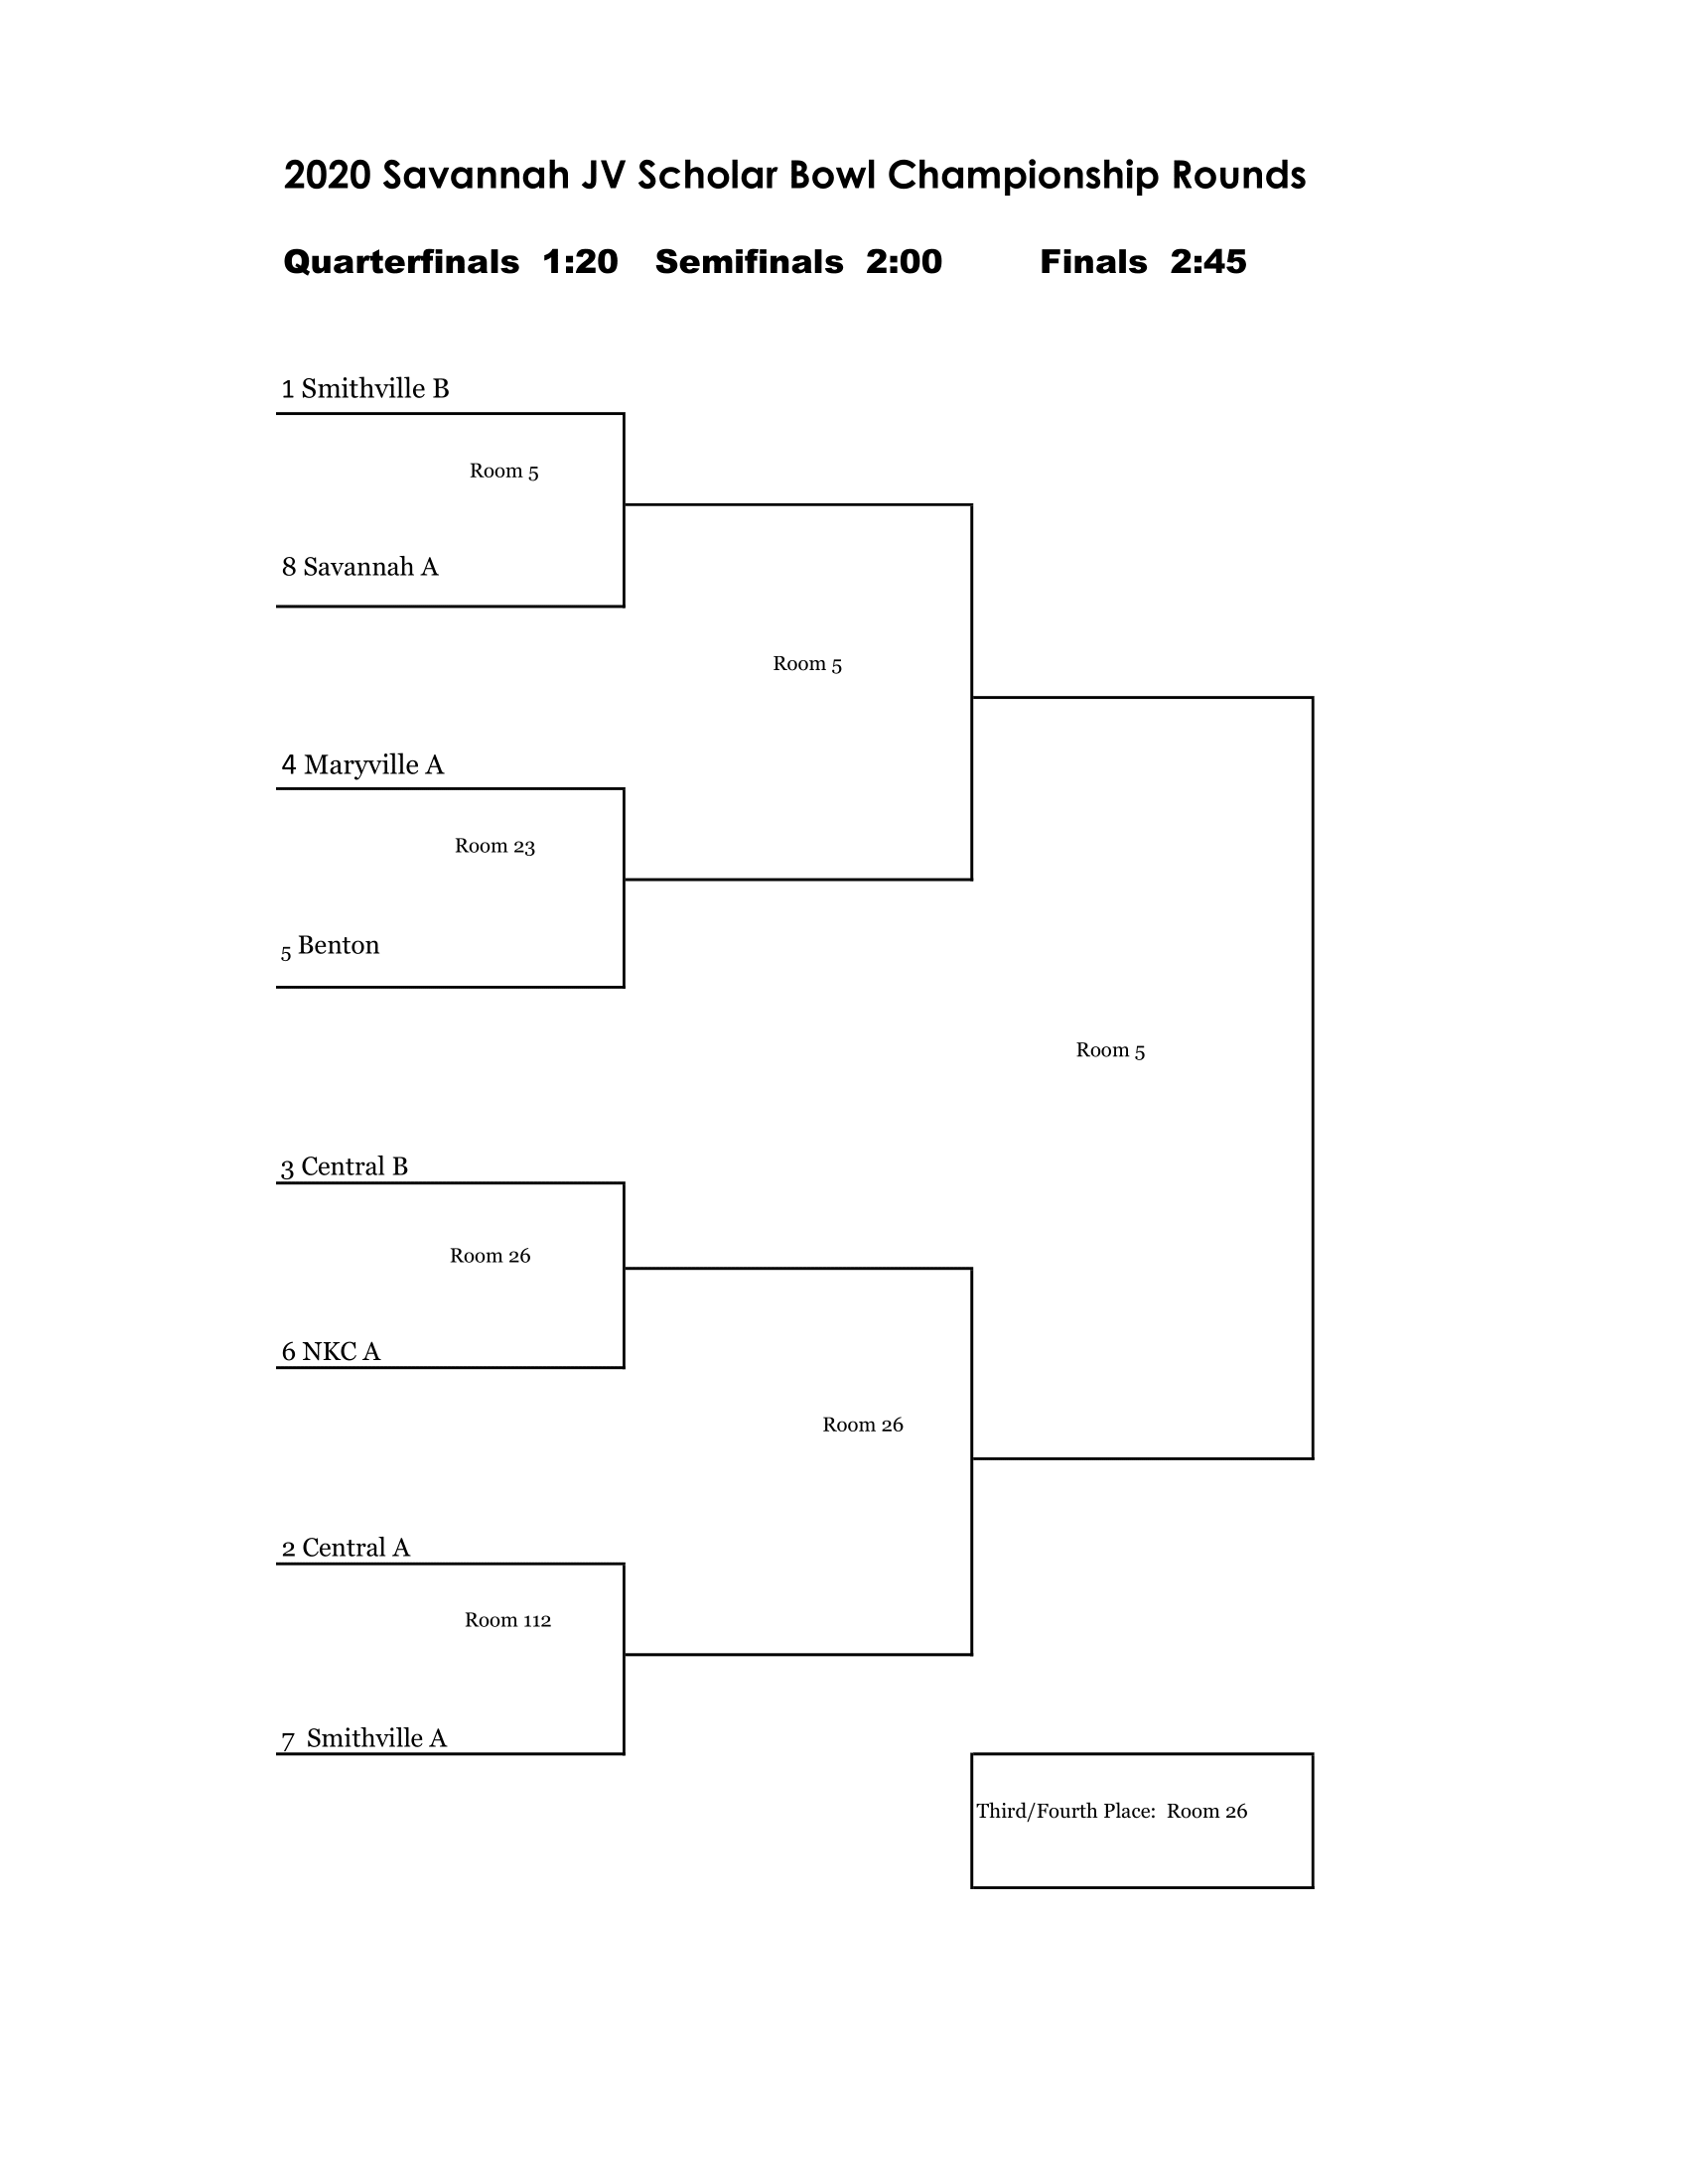 2020 Savannah JV Scholar Bowl Championship Rounds
Quarterfinals 1:20 Semifinals 2:00 Finals 2:45
1 Smithville B
Room 5
8 Savannah A
Room 5
4 Maryville A
Room 23
5 Benton
Room 5
3 Central B
Room 26
6 NKC A
Room 26
2 Central A
Room 112
7 Smithville A
Third/Fourth Place: Room 26